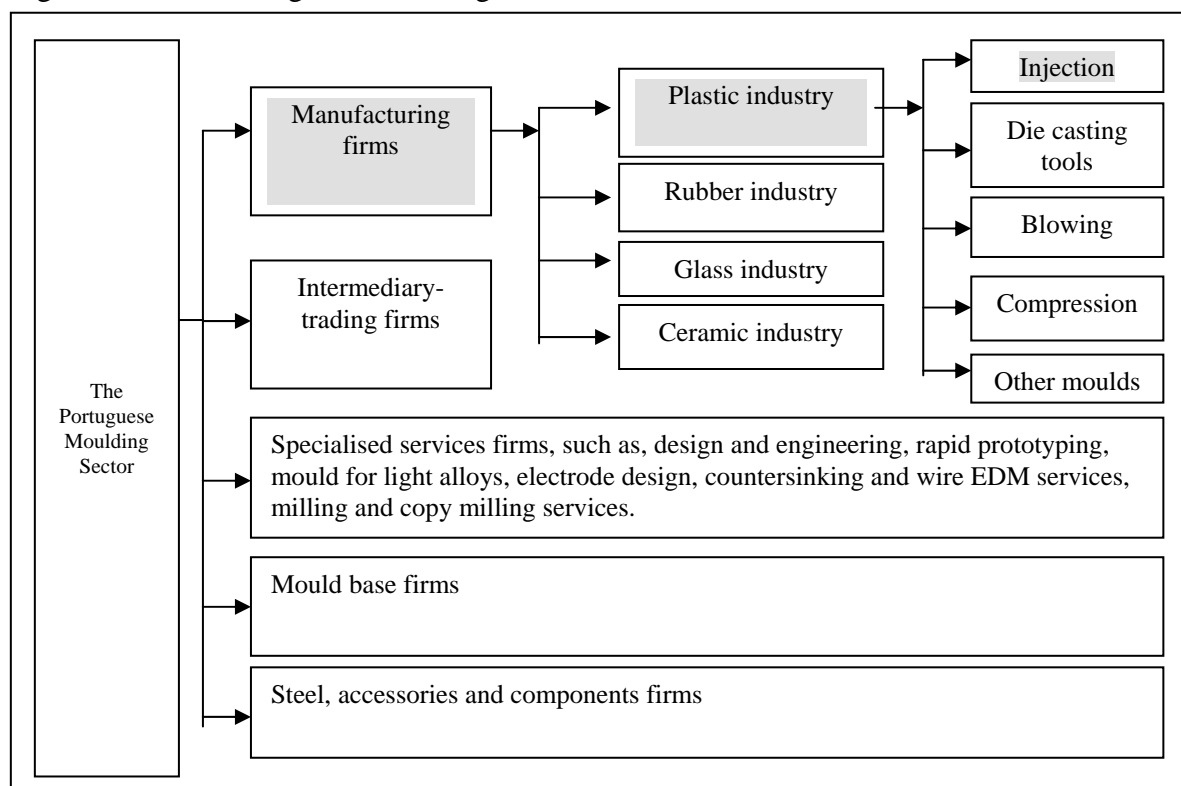 The
Portuguese
Moulding
Sector
Manufacturing
firms
Intermediary-
trading firms
Plastic industry
Rubber industry
Glass industry
Ceramic industry
Injection
Die casting
tools
Blowing
Compression
Other moulds
Specialised services firms, such as, design and engineering, rapid prototyping,
mould for light alloys, electrode design, countersinking and wire EDM services,
milling and copy milling services.
Mould base firms
Steel, accessories and components firms